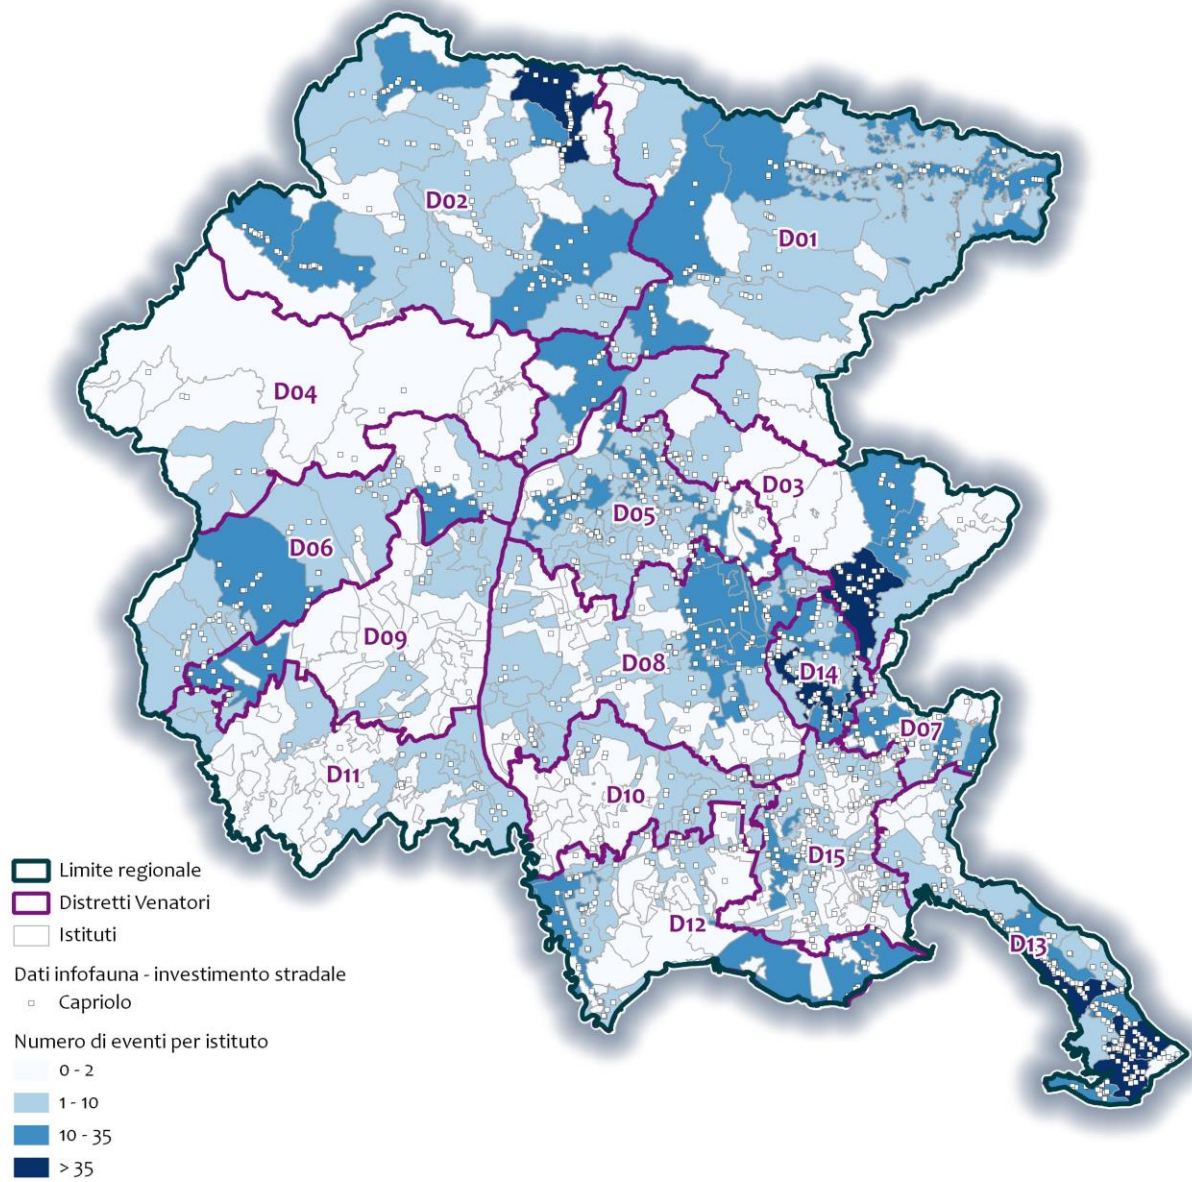 D02
D01
D04
D03
D05
D06
D09
D08
D14
D07
D11
D10
D15
D12
D13
Limite regionale
Distretti Venatori
Istituti
Dati infofauna - investimento stradale
Capriolo
Numero di eventi per istituto
0 - 2
1 - 10
10 - 35
> 35